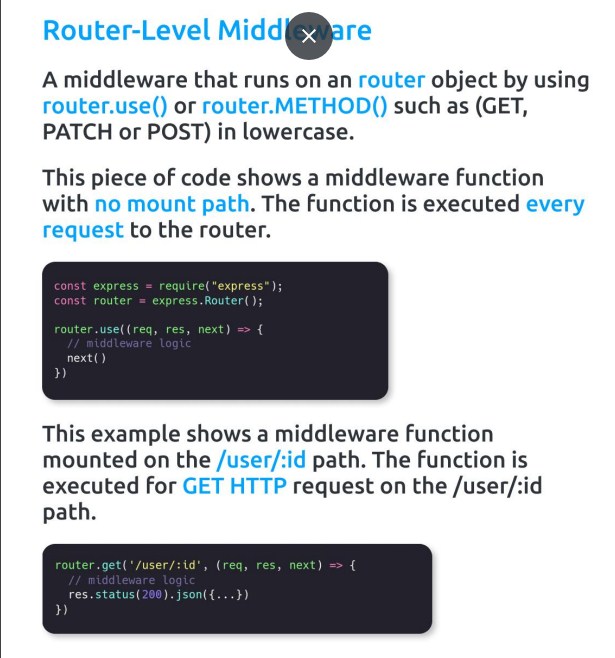 Router-Level Middleware
A middleware that runs on an router object by using
router.use() or router.METHOD() such as (GET,
PATCH or POST) in lowercase.
This piece of code shows a middleware function
with no mount path. The function is executed every
request to the router.
const express = require("express");
const router = express.Router();
router.use((req, res, next) => {
// middleware logic
next()
})
This example shows a middleware function
mounted on the /user/:id path. The function is
executed for GET HTTP request on the /user/:id
path.
router.get('/user/:id', (req, res, next) => {
// middleware logic
res.status(200).json({...})
})